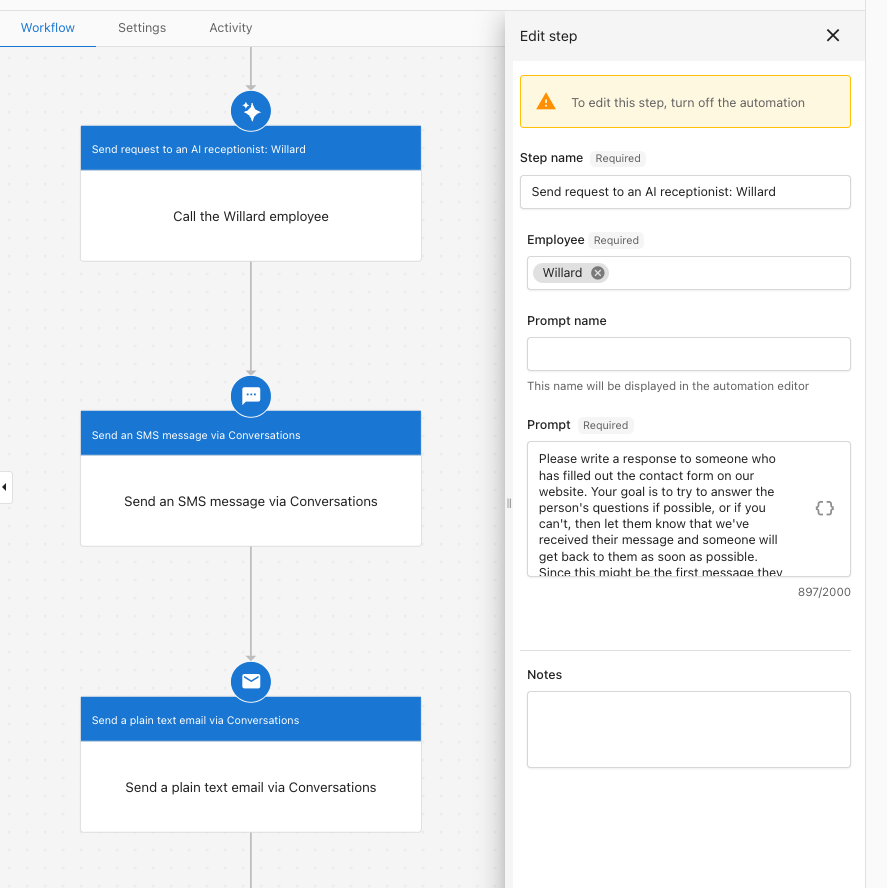 Workflow
Settings
Activity
Send request to an AI receptionist: Willard
Call the Willard employee
Send an SMS message via Conversations
Send an SMS message via Conversations
Send a plain text email via Conversations
Send a plain text email via Conversations
Edit step
To edit this step, turn off the automation
Step name Required
Send request to an AI receptionist: Willard
Employee Required
Willard
Prompt name
This name will be displayed in the automation editor
Prompt Required
Please write a response to someone who
has filled out the contact form on our
website. Your goal is to try to answer the
person's questions if possible, or if you
can't, then let them know that we've
received their message and someone will
get back to them as soon as possible.
Since this might be the first message they
897/2000
Notes